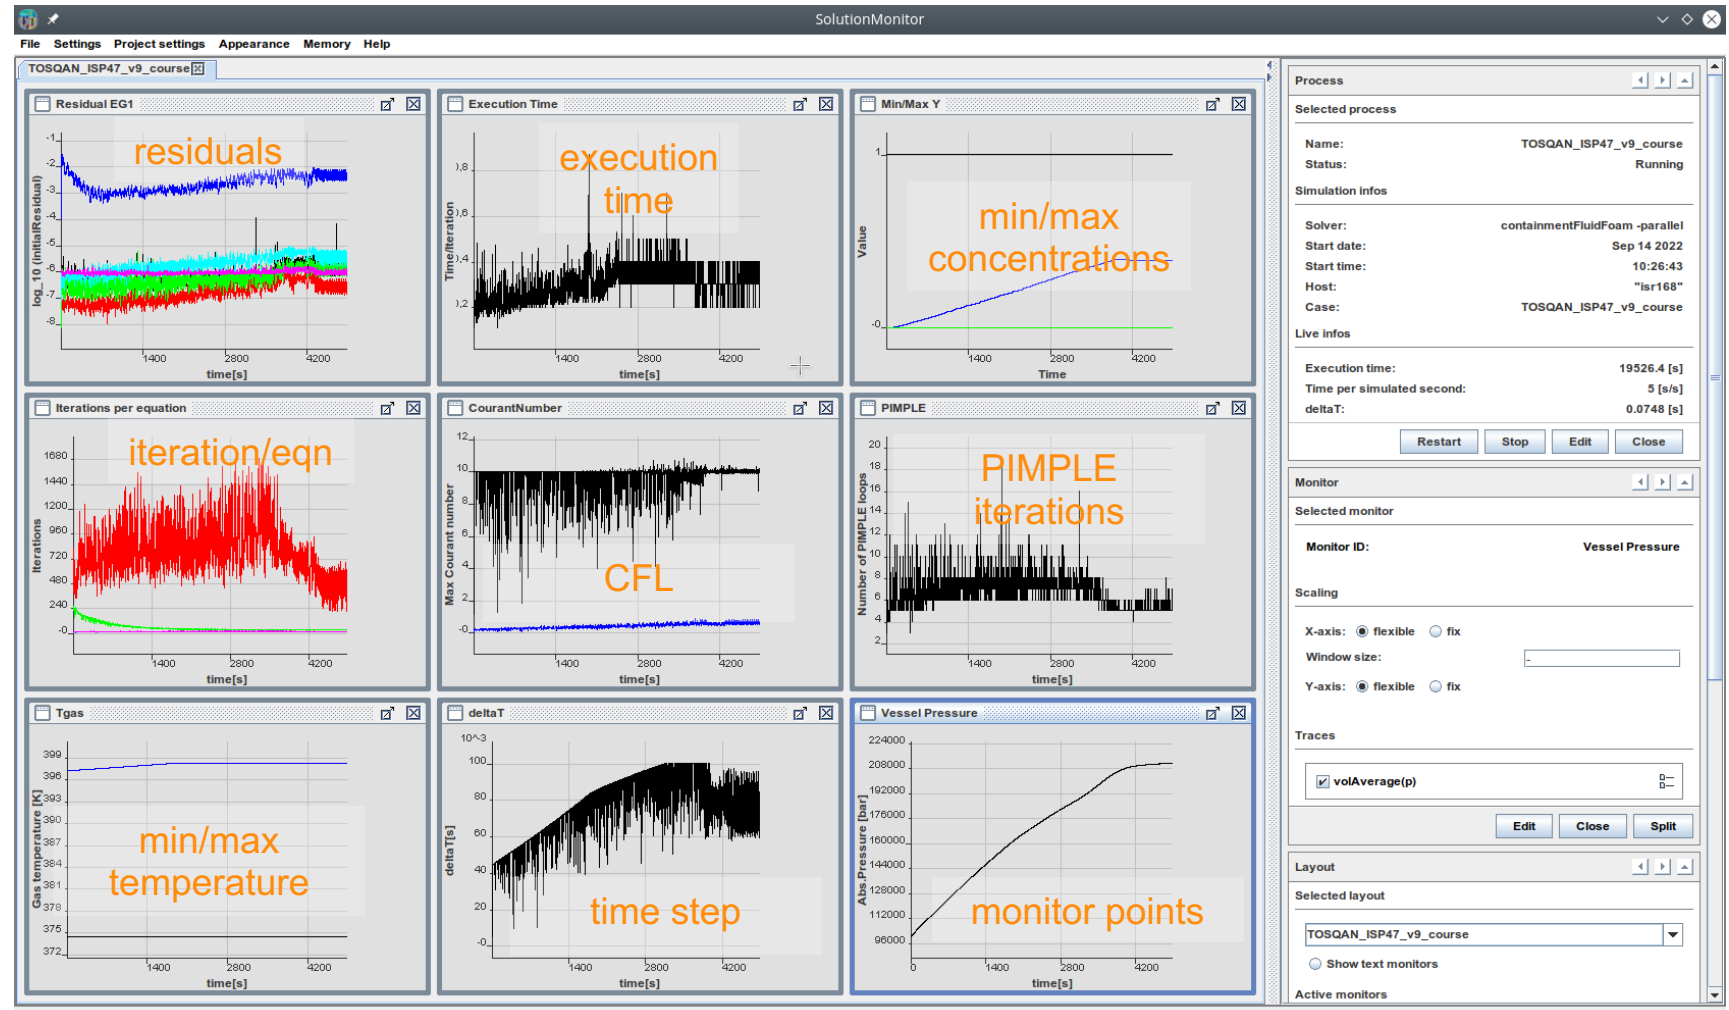 SolutionMonitor
File Settings Project settings Appearance Memory Help
TOSQAN_ISP47_v9_course
Residual EG1
residuals
-1
-2
-3
-4
-5
-6
-7
-8
log_10 (initialResidual)
1400 2800 4200
time[s]
Execution Time
execution
time
0.6
0.4
0.2
Time/Iteration
1400 2800 4200
time[s]
Min/Max Y
min/max
concentrations
1
-0
Value
1400 2800 4200
Time
Iterations per equation
iteration/eqn
1680
1440
1200
960
720
480
240
-0
Iterations
1400 2800 4200
time[s]
CourantNumber
CFL
12
10
8
6
4
2
-0
Max Courant number
1400 2800 4200
time[s]
PIMPLE
PIMPLE
iterations
20
18
16
14
12
10
8
6
4
2
Number of PIMPLE loops
1400 2800 4200
time[s]
Tgas
min/max
temperature
399
396
393
390
387
384
381
378
375
372
Gas temperature [K]
1400 2800 4200
time[s]
deltaT
time step
10^-3
100
80
60
40
20
-0
deltaT[s]
1400 2800 4200
time[s]
Vessel Pressure
monitor points
224000
208000
192000
176000
160000
144000
128000
112000
96000
Abs.Pressure [bar]
0 1400 2800 4200
time[s]
Process
Selected process
Name: TOSQAN_ISP47_v9_course
Status: Running
Simulation infos
Solver: containmentFluidFoam -parallel
Start date: Sep 14 2022
Start time: 10:26:43
Host: "isr168"
Case: TOSQAN_ISP47_v9_course
Live infos
Execution time: 19526.4 [s]
Time per simulated second: 5 [s/s]
deltaT: 0.0748 [s]
Restart Stop Edit Close
Monitor
Selected monitor
Monitor ID: Vessel Pressure
Scaling
X-axis: flexible fix
Window size: -
Y-axis: flexible fix
Traces
volAverage(p)
Edit Close Split
Layout
Selected layout
TOSQAN_ISP47_v9_course
Show text monitors
Active monitors